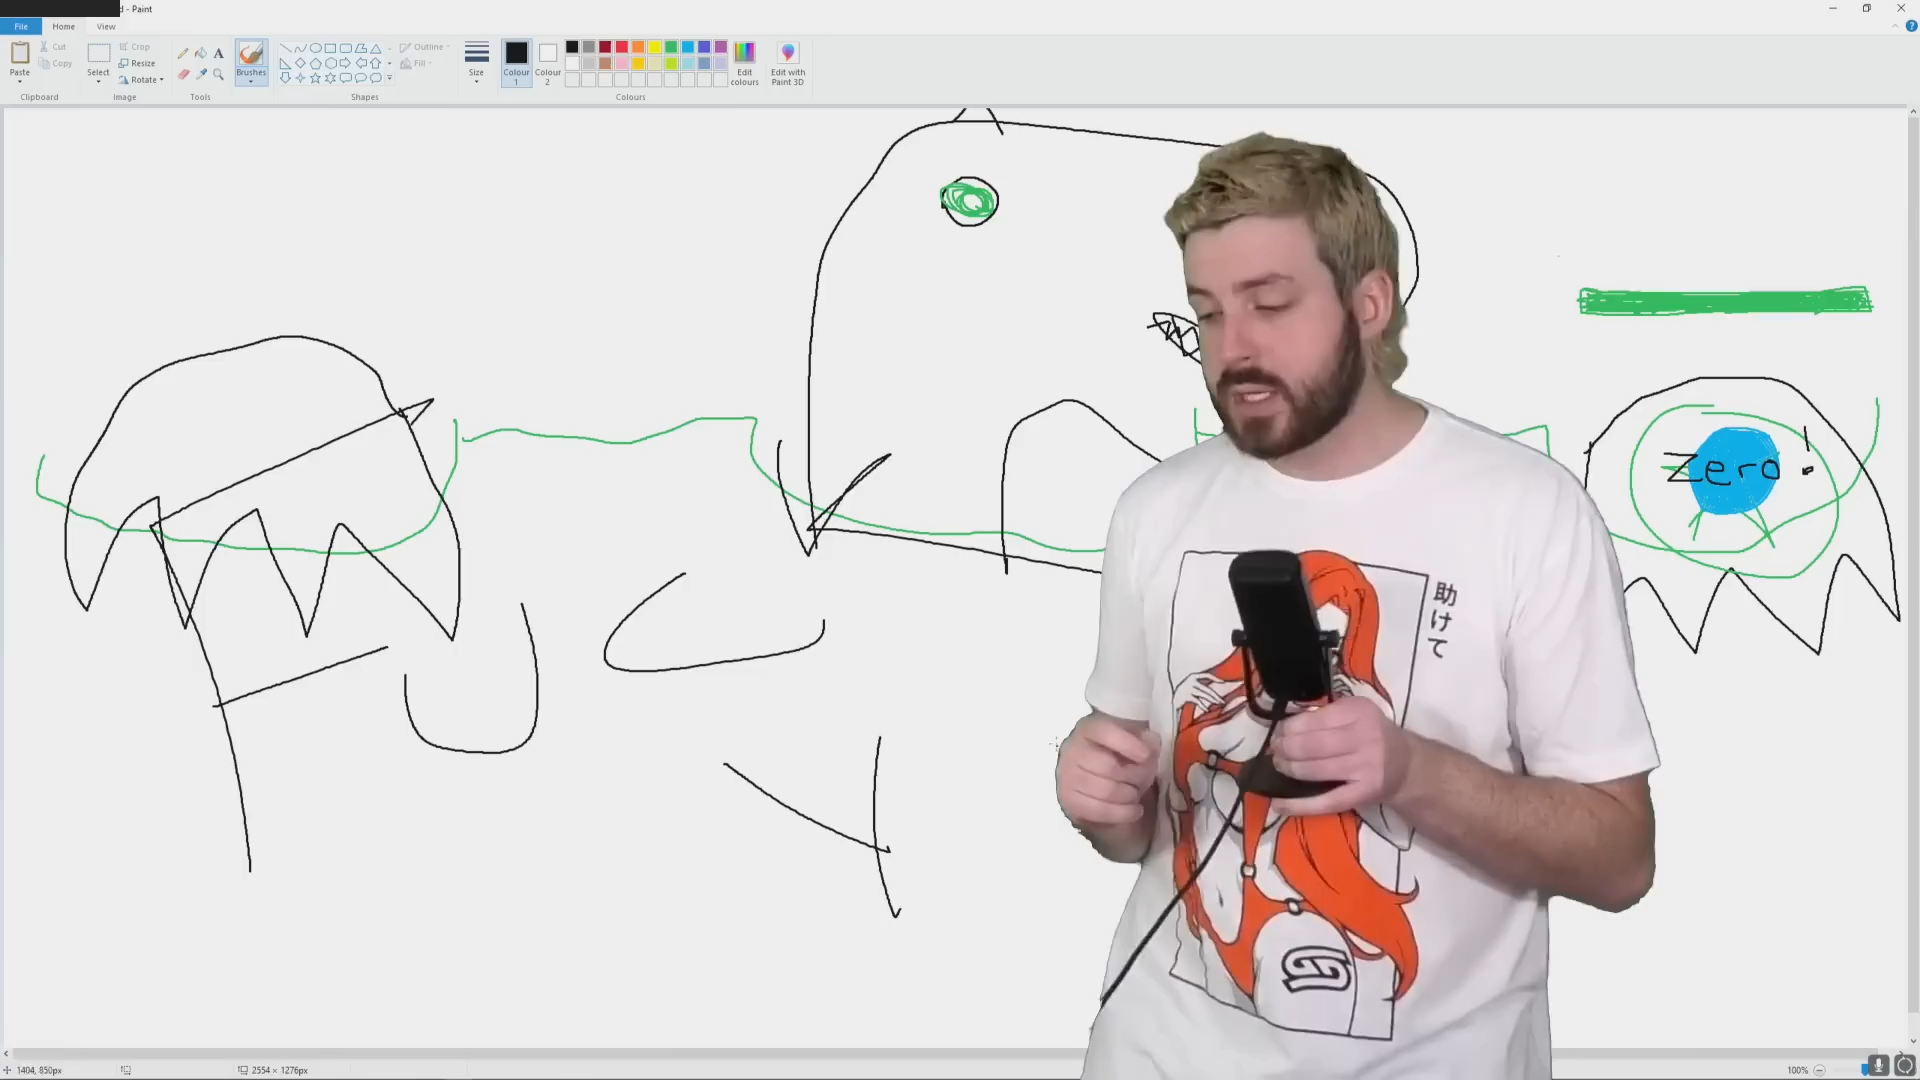 d - Paint
File Home View
Cut
Copy
Paste
Clipboard
Select
Crop
Resize
Rotate
Image
Tools
Brushes
Outline
Fill
Shapes
Size
Colour 1
Colour 2
Edit colours
Edit with Paint 3D
Colours
Zero!
助けて
1404, 850px
2554 × 1276px
100%